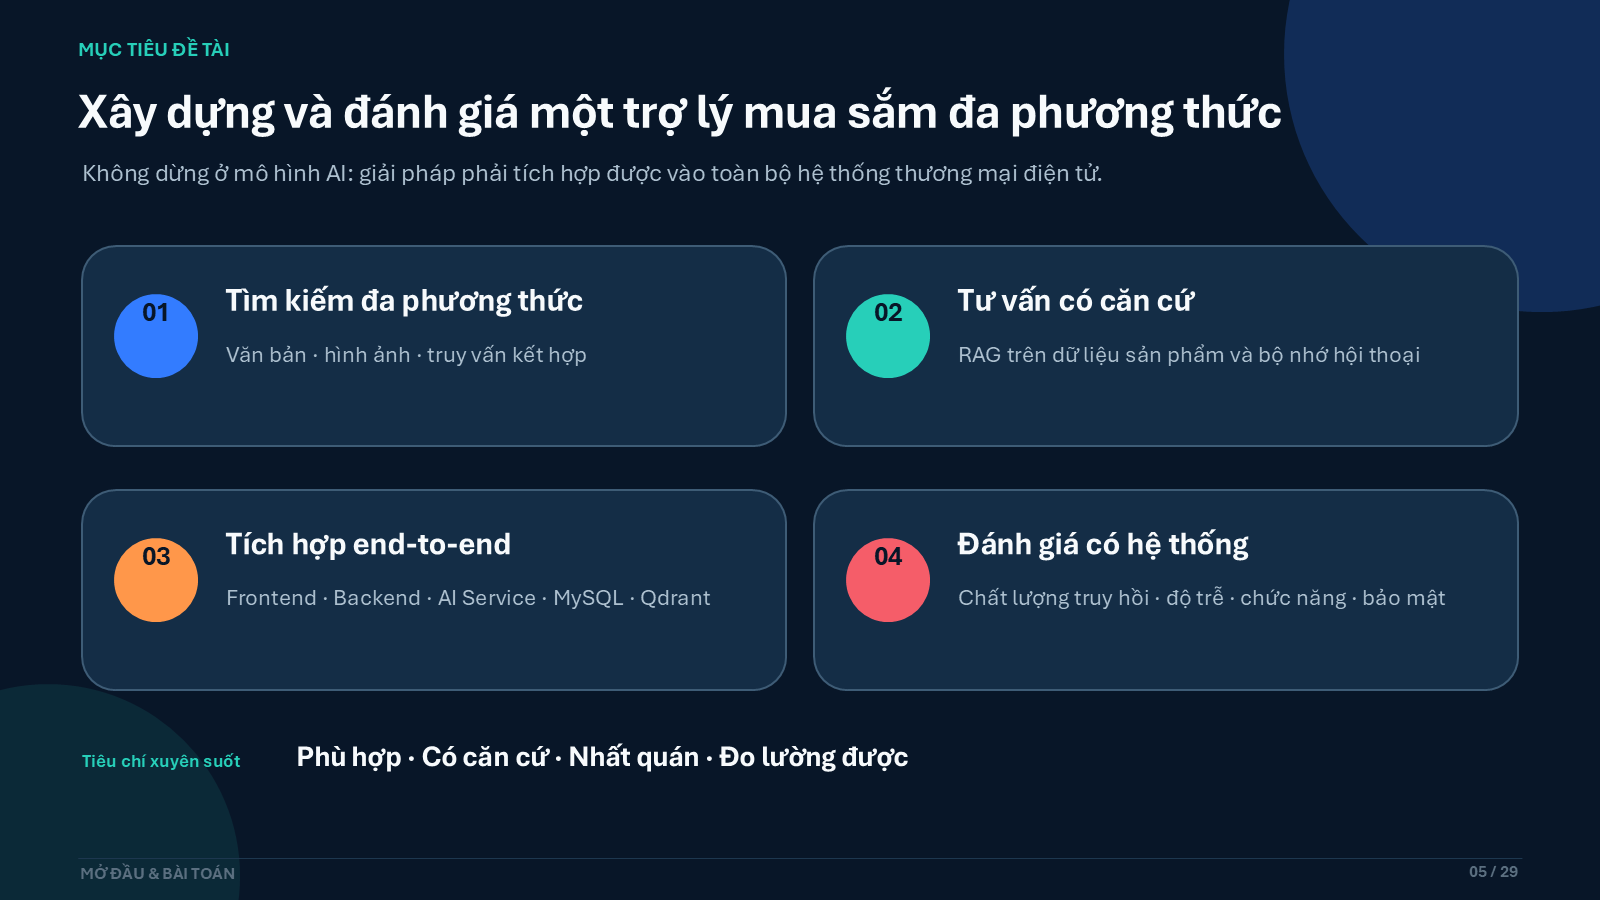 MỤC TIÊU ĐỀ TÀI
Xây dựng và đánh giá một trợ lý mua sắm đa phương thức
Không dừng ở mô hình AI: giải pháp phải tích hợp được vào toàn bộ hệ thống thương mại điện tử.
01
Tìm kiếm đa phương thức
Văn bản · hình ảnh · truy vấn kết hợp
02
Tư vấn có căn cứ
RAG trên dữ liệu sản phẩm và bộ nhớ hội thoại
03
Tích hợp end-to-end
Frontend · Backend · AI Service · MySQL · Qdrant
04
Đánh giá có hệ thống
Chất lượng truy hồi · độ trễ · chức năng · bảo mật
Tiêu chí xuyên suốt
Phù hợp · Có căn cứ · Nhất quán · Đo lường được
MỞ ĐẦU & BÀI TOÁN
05 / 29